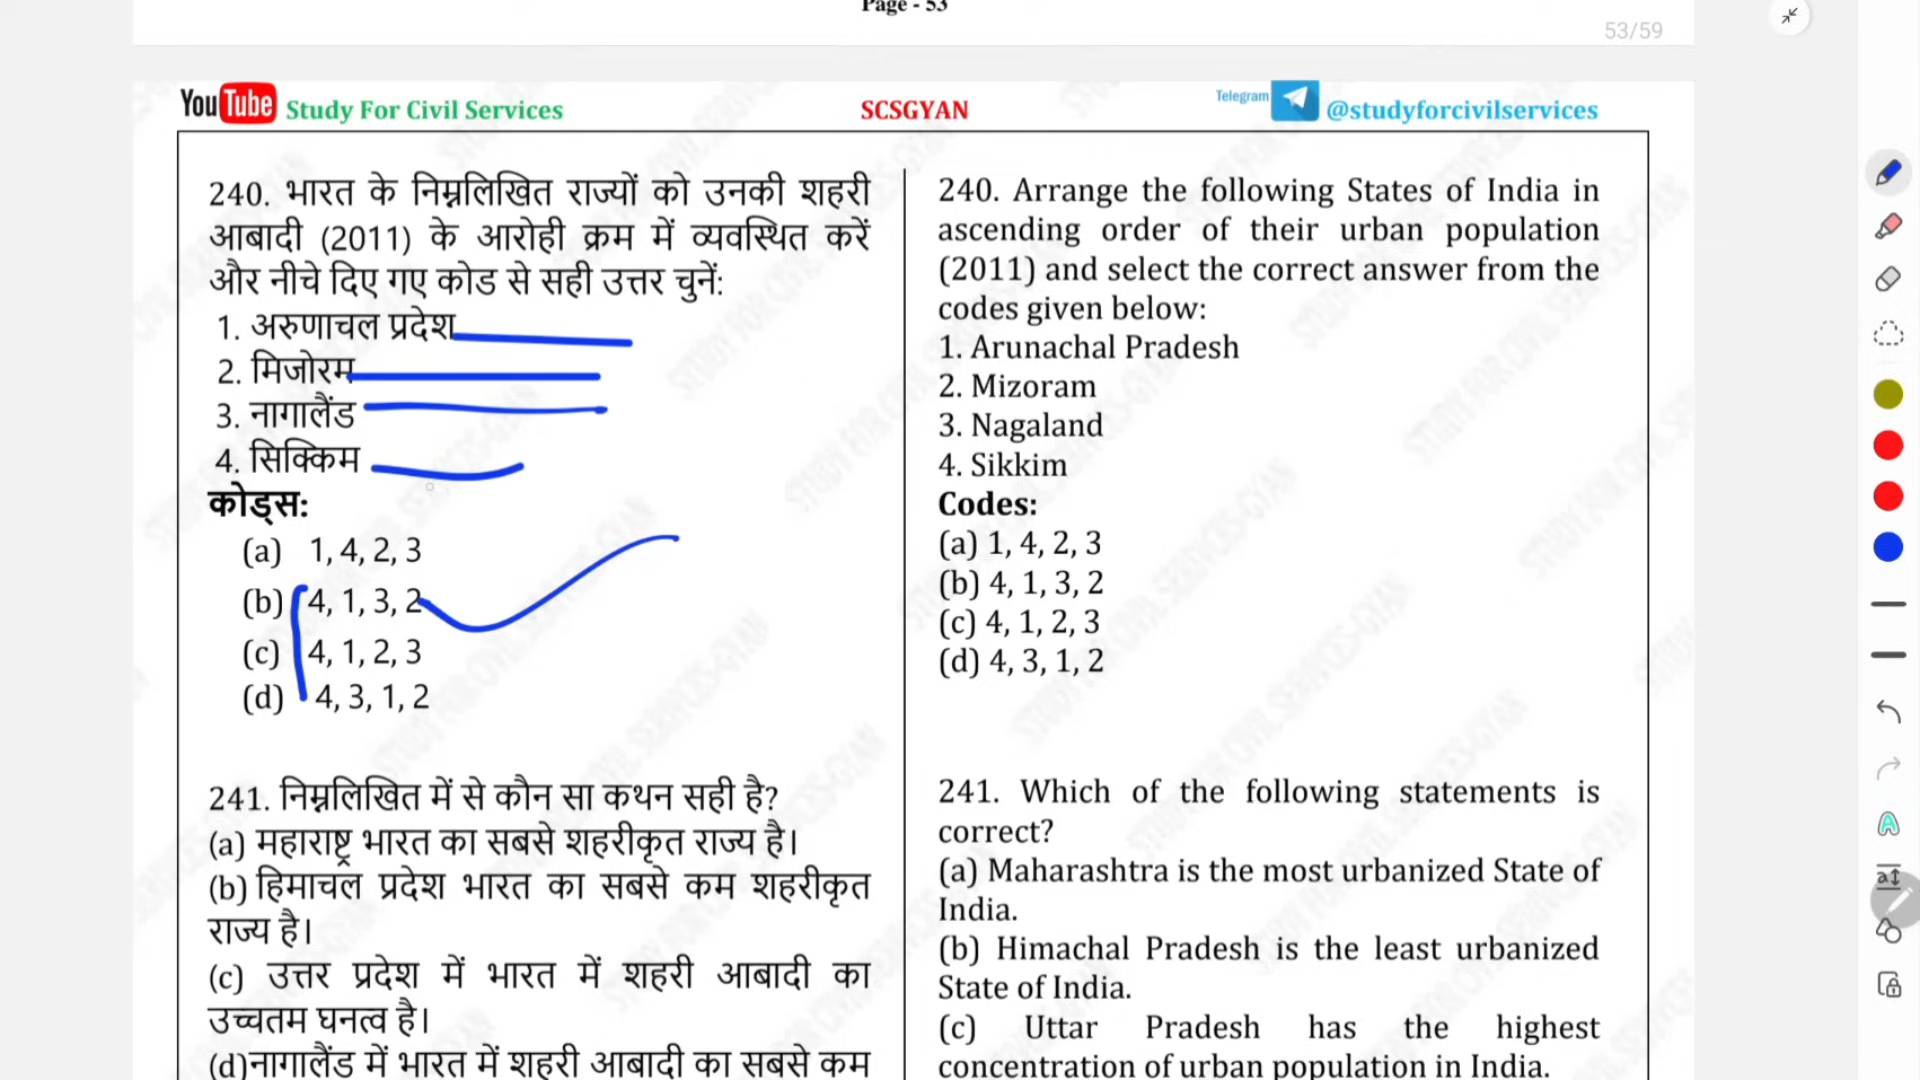 Page - 53
53/59
YouTube Study For Civil Services
SCSGYAN
Telegram @studyforcivilservices
240. भारत के निम्नलिखित राज्यों को उनकी शहरी
आबादी (2011) के आरोही क्रम में व्यवस्थित करें
और नीचे दिए गए कोड से सही उत्तर चुनें:
1. अरुणाचल प्रदेश
2. मिजोरम
3. नागालैंड
4. सिक्किम
कोड्स:
(a) 1, 4, 2, 3
(b) 4, 1, 3, 2
(c) 4, 1, 2, 3
(d) 4, 3, 1, 2
241. निम्नलिखित में से कौन सा कथन सही है?
(a) महाराष्ट्र भारत का सबसे शहरीकृत राज्य है।
(b) हिमाचल प्रदेश भारत का सबसे कम शहरीकृत
राज्य है।
(c) उत्तर प्रदेश में भारत में शहरी आबादी का
उच्चतम घनत्व है।
(d)नागालैंड में भारत में शहरी आबादी का सबसे कम
240. Arrange the following States of India in
ascending order of their urban population
(2011) and select the correct answer from the
codes given below:
1. Arunachal Pradesh
2. Mizoram
3. Nagaland
4. Sikkim
Codes:
(a) 1, 4, 2, 3
(b) 4, 1, 3, 2
(c) 4, 1, 2, 3
(d) 4, 3, 1, 2
241. Which of the following statements is
correct?
(a) Maharashtra is the most urbanized State of
India.
(b) Himachal Pradesh is the least urbanized
State of India.
(c) Uttar Pradesh has the highest
concentration of urban population in India.